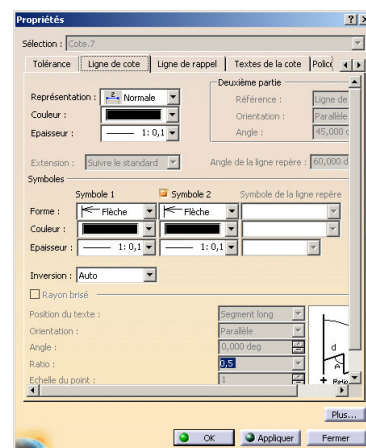 Propriétés
Sélection : Cote.7
Tolérance Ligne de cote Ligne de rappel Textes de la cote
Représentation : Normale
Couleur :
Epaisseur : 1: 0,1
Deuxième partie
Référence : Ligne de
Orientation : Parallèle
Angle : 45,000
Extension : Suivre le standard Angle de la ligne repère : 60,000
Symboles
Symbole 1 Symbole 2 Symbole de la ligne repère
Forme : Flèche Flèche
Couleur :
Epaisseur : 1: 0,1 1: 0,1
Inversion : Auto
Rayon brisé
Position du texte : Segment long
Orientation : Parallèle
Angle : 0,000 deg
Ratio : 0,5
Echelle du point : 1
d
A
Plus...
OK Appliquer Fermer